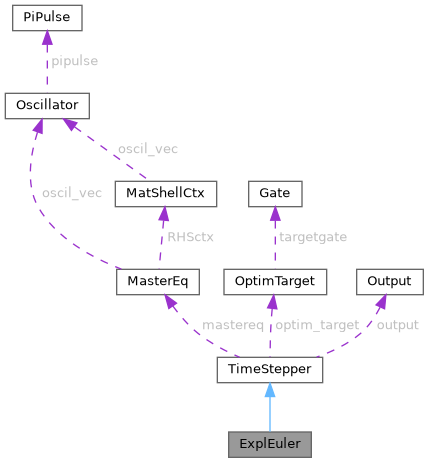 PiPulse
pipulse
Oscillator
oscil_vec
MatShellCtx
Gate
oscil_vec
RHSctx
targetgate
MasterEq
OptimTarget
Output
mastereq
optim_target
output
TimeStepper
ExplEuler